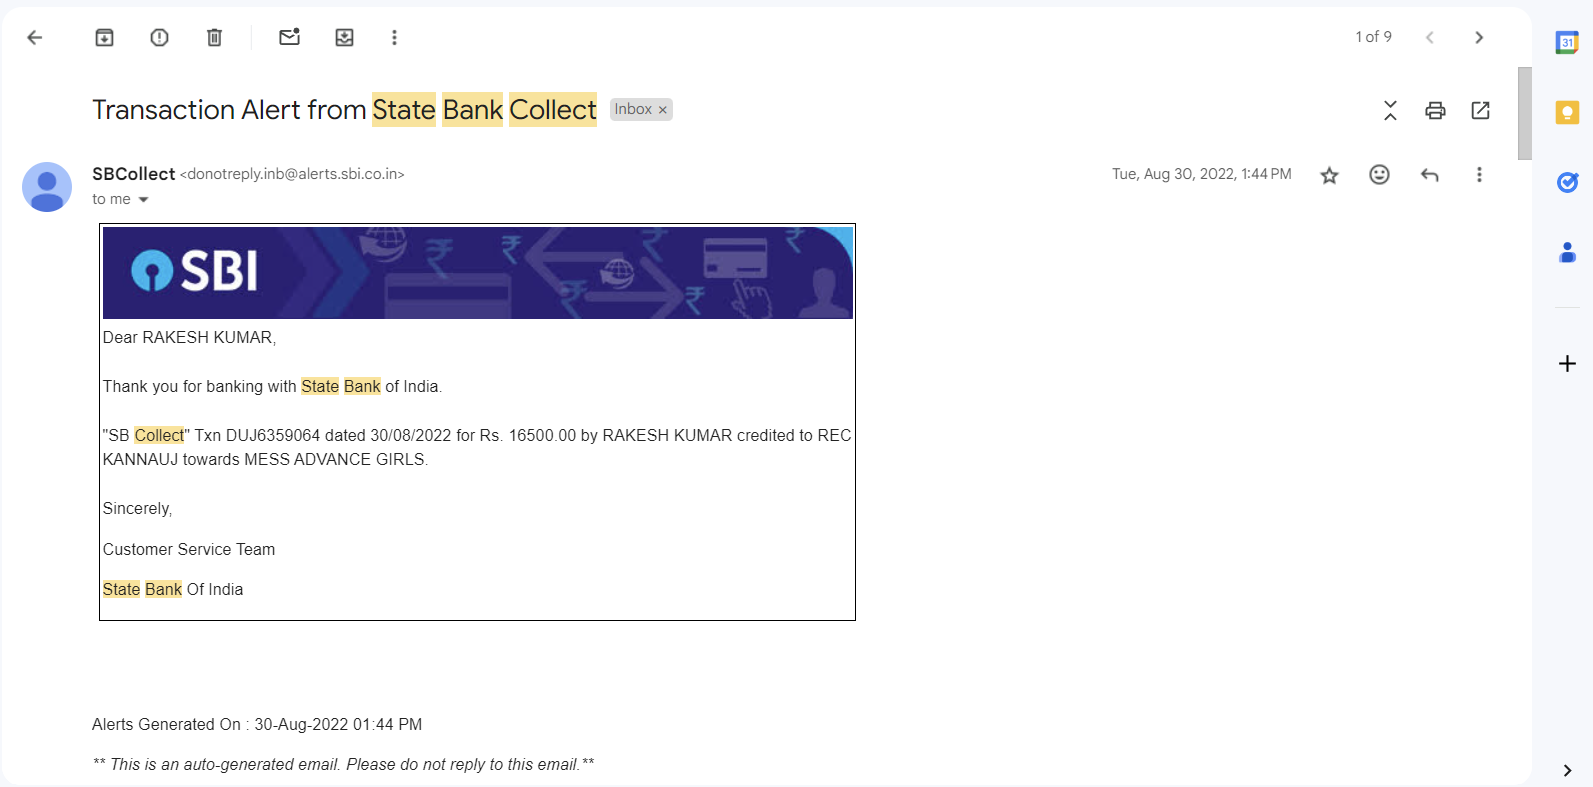 1 of 9
31
Transaction Alert from State Bank Collect Inbox ×
SBCollect <donotreply.inb@alerts.sbi.co.in> Tue, Aug 30, 2022, 1:44 PM
to me
SBI
Dear RAKESH KUMAR,
Thank you for banking with State Bank of India.
"SB Collect" Txn DUJ6359064 dated 30/08/2022 for Rs. 16500.00 by RAKESH KUMAR credited to REC
KANNAUJ towards MESS ADVANCE GIRLS.
Sincerely,
Customer Service Team
State Bank Of India
Alerts Generated On : 30-Aug-2022 01:44 PM
** This is an auto-generated email. Please do not reply to this email.**